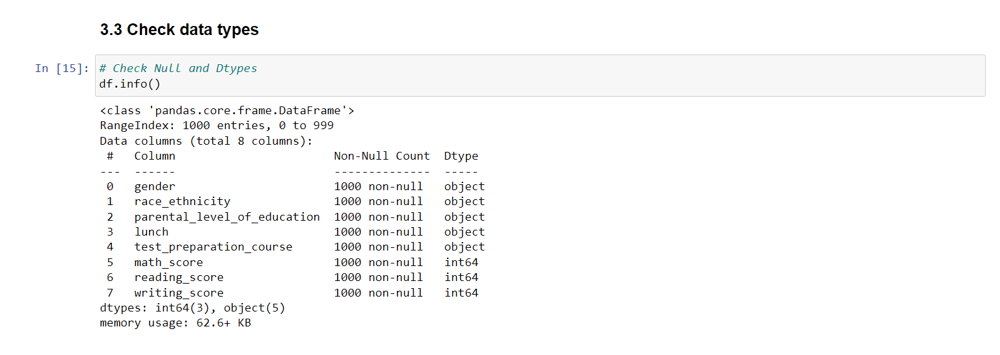 3.3 Check data types
In [15]: # Check Null and Dtypes
df.info()
<class 'pandas.core.frame.DataFrame'>
RangeIndex: 1000 entries, 0 to 999
Data columns (total 8 columns):
 #   Column                       Non-Null Count  Dtype
---  ------                       --------------  -----
 0   gender                       1000 non-null   object
 1   race_ethnicity               1000 non-null   object
 2   parental_level_of_education  1000 non-null   object
 3   lunch                        1000 non-null   object
 4   test_preparation_course      1000 non-null   object
 5   math_score                   1000 non-null   int64
 6   reading_score                1000 non-null   int64
 7   writing_score                1000 non-null   int64
dtypes: int64(3), object(5)
memory usage: 62.6+ KB